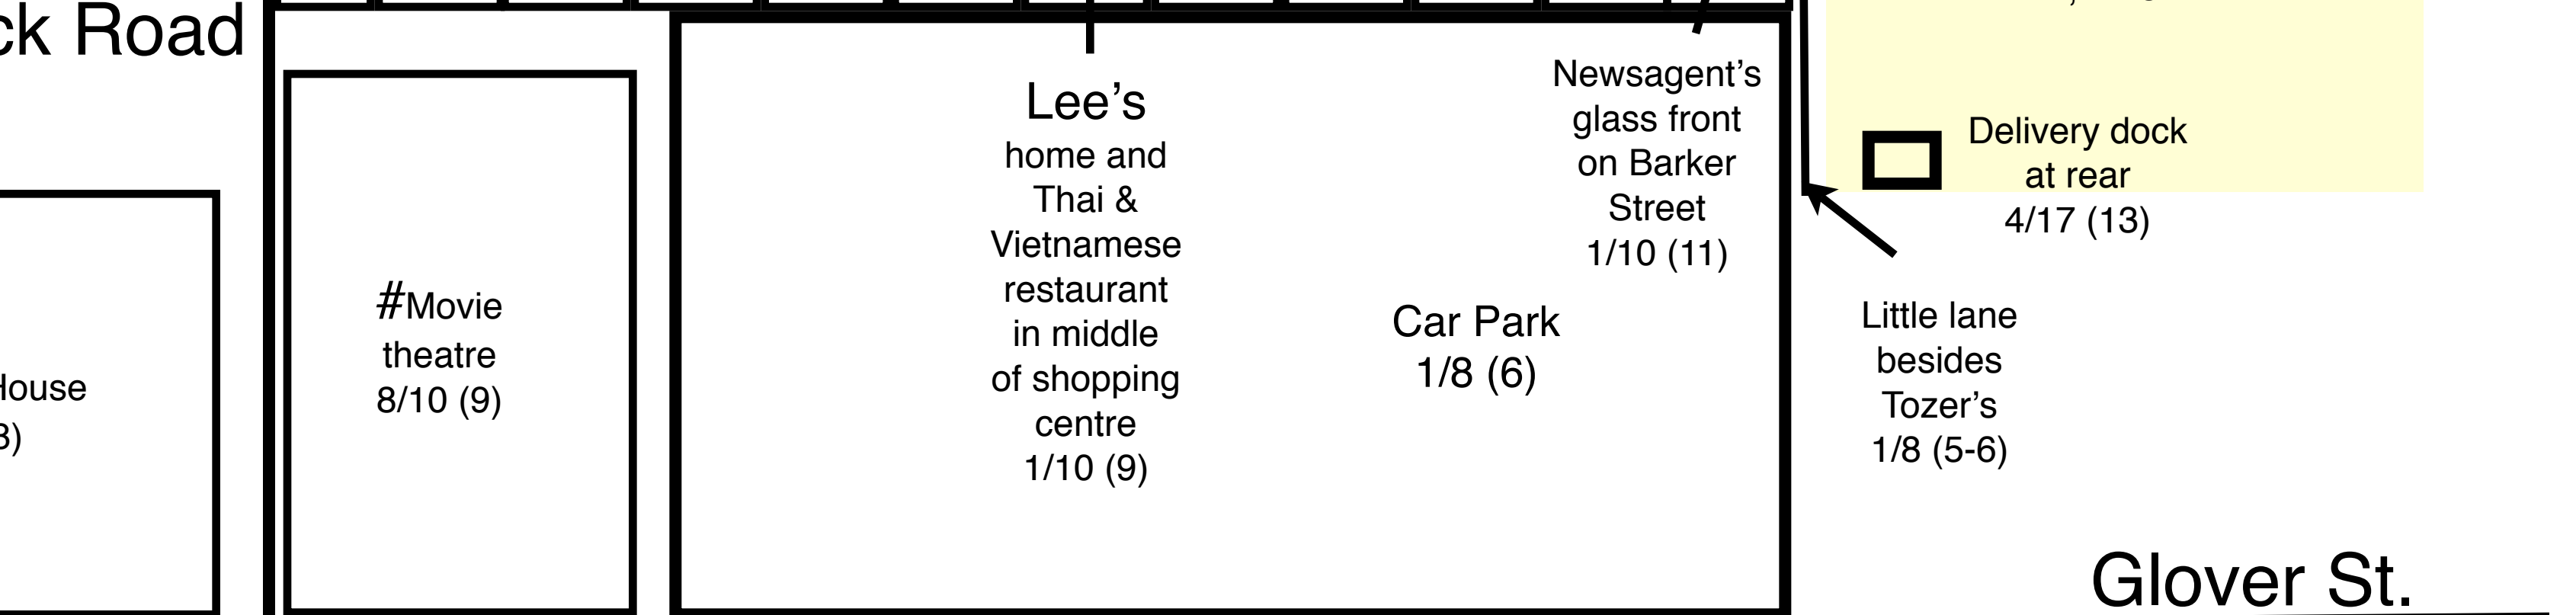 ck Road
House
3)
#Movie
theatre
8/10 (9)
Lee’s
home and
Thai &
Vietnamese
restaurant
in middle
of shopping
centre
1/10 (9)
Car Park
1/8 (6)
Newsagent’s
glass front
on Barker
Street
1/10 (11)
Delivery dock
at rear
4/17 (13)
Little lane
besides
Tozer’s
1/8 (5-6)
Glover St.